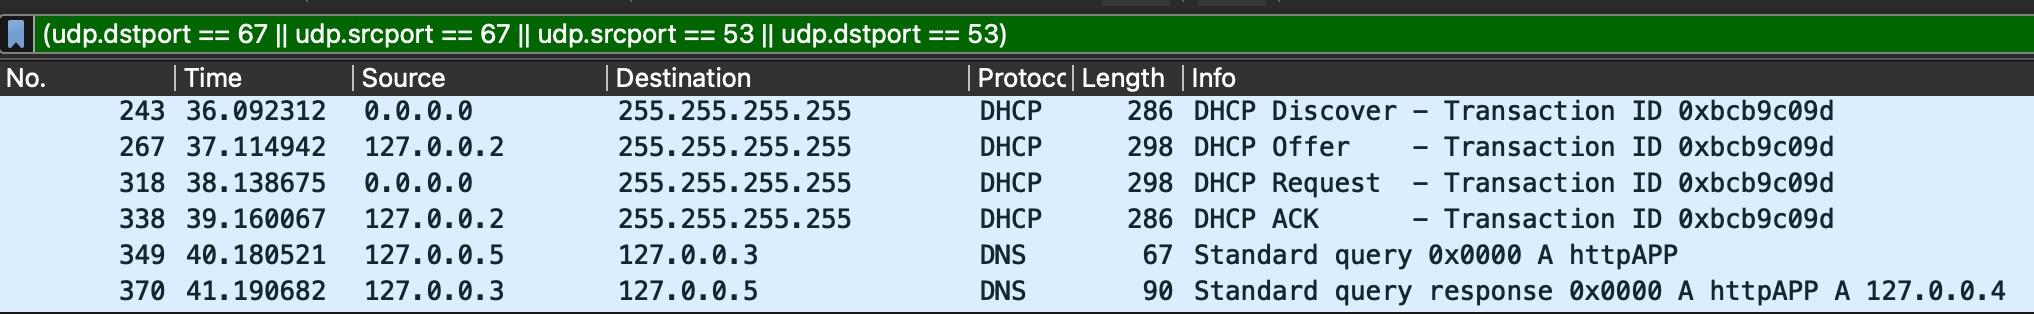 (udp.dstport == 67 || udp.srcport == 67 || udp.srcport == 53 || udp.dstport == 53)
No. Time Source Destination Protocc Length Info
243 36.092312 0.0.0.0 255.255.255.255 DHCP 286 DHCP Discover – Transaction ID 0xbcb9c09d
267 37.114942 127.0.0.2 255.255.255.255 DHCP 298 DHCP Offer – Transaction ID 0xbcb9c09d
318 38.138675 0.0.0.0 255.255.255.255 DHCP 298 DHCP Request – Transaction ID 0xbcb9c09d
338 39.160067 127.0.0.2 255.255.255.255 DHCP 286 DHCP ACK – Transaction ID 0xbcb9c09d
349 40.180521 127.0.0.5 127.0.0.3 DNS 67 Standard query 0x0000 A httpAPP
370 41.190682 127.0.0.3 127.0.0.5 DNS 90 Standard query response 0x0000 A httpAPP A 127.0.0.4